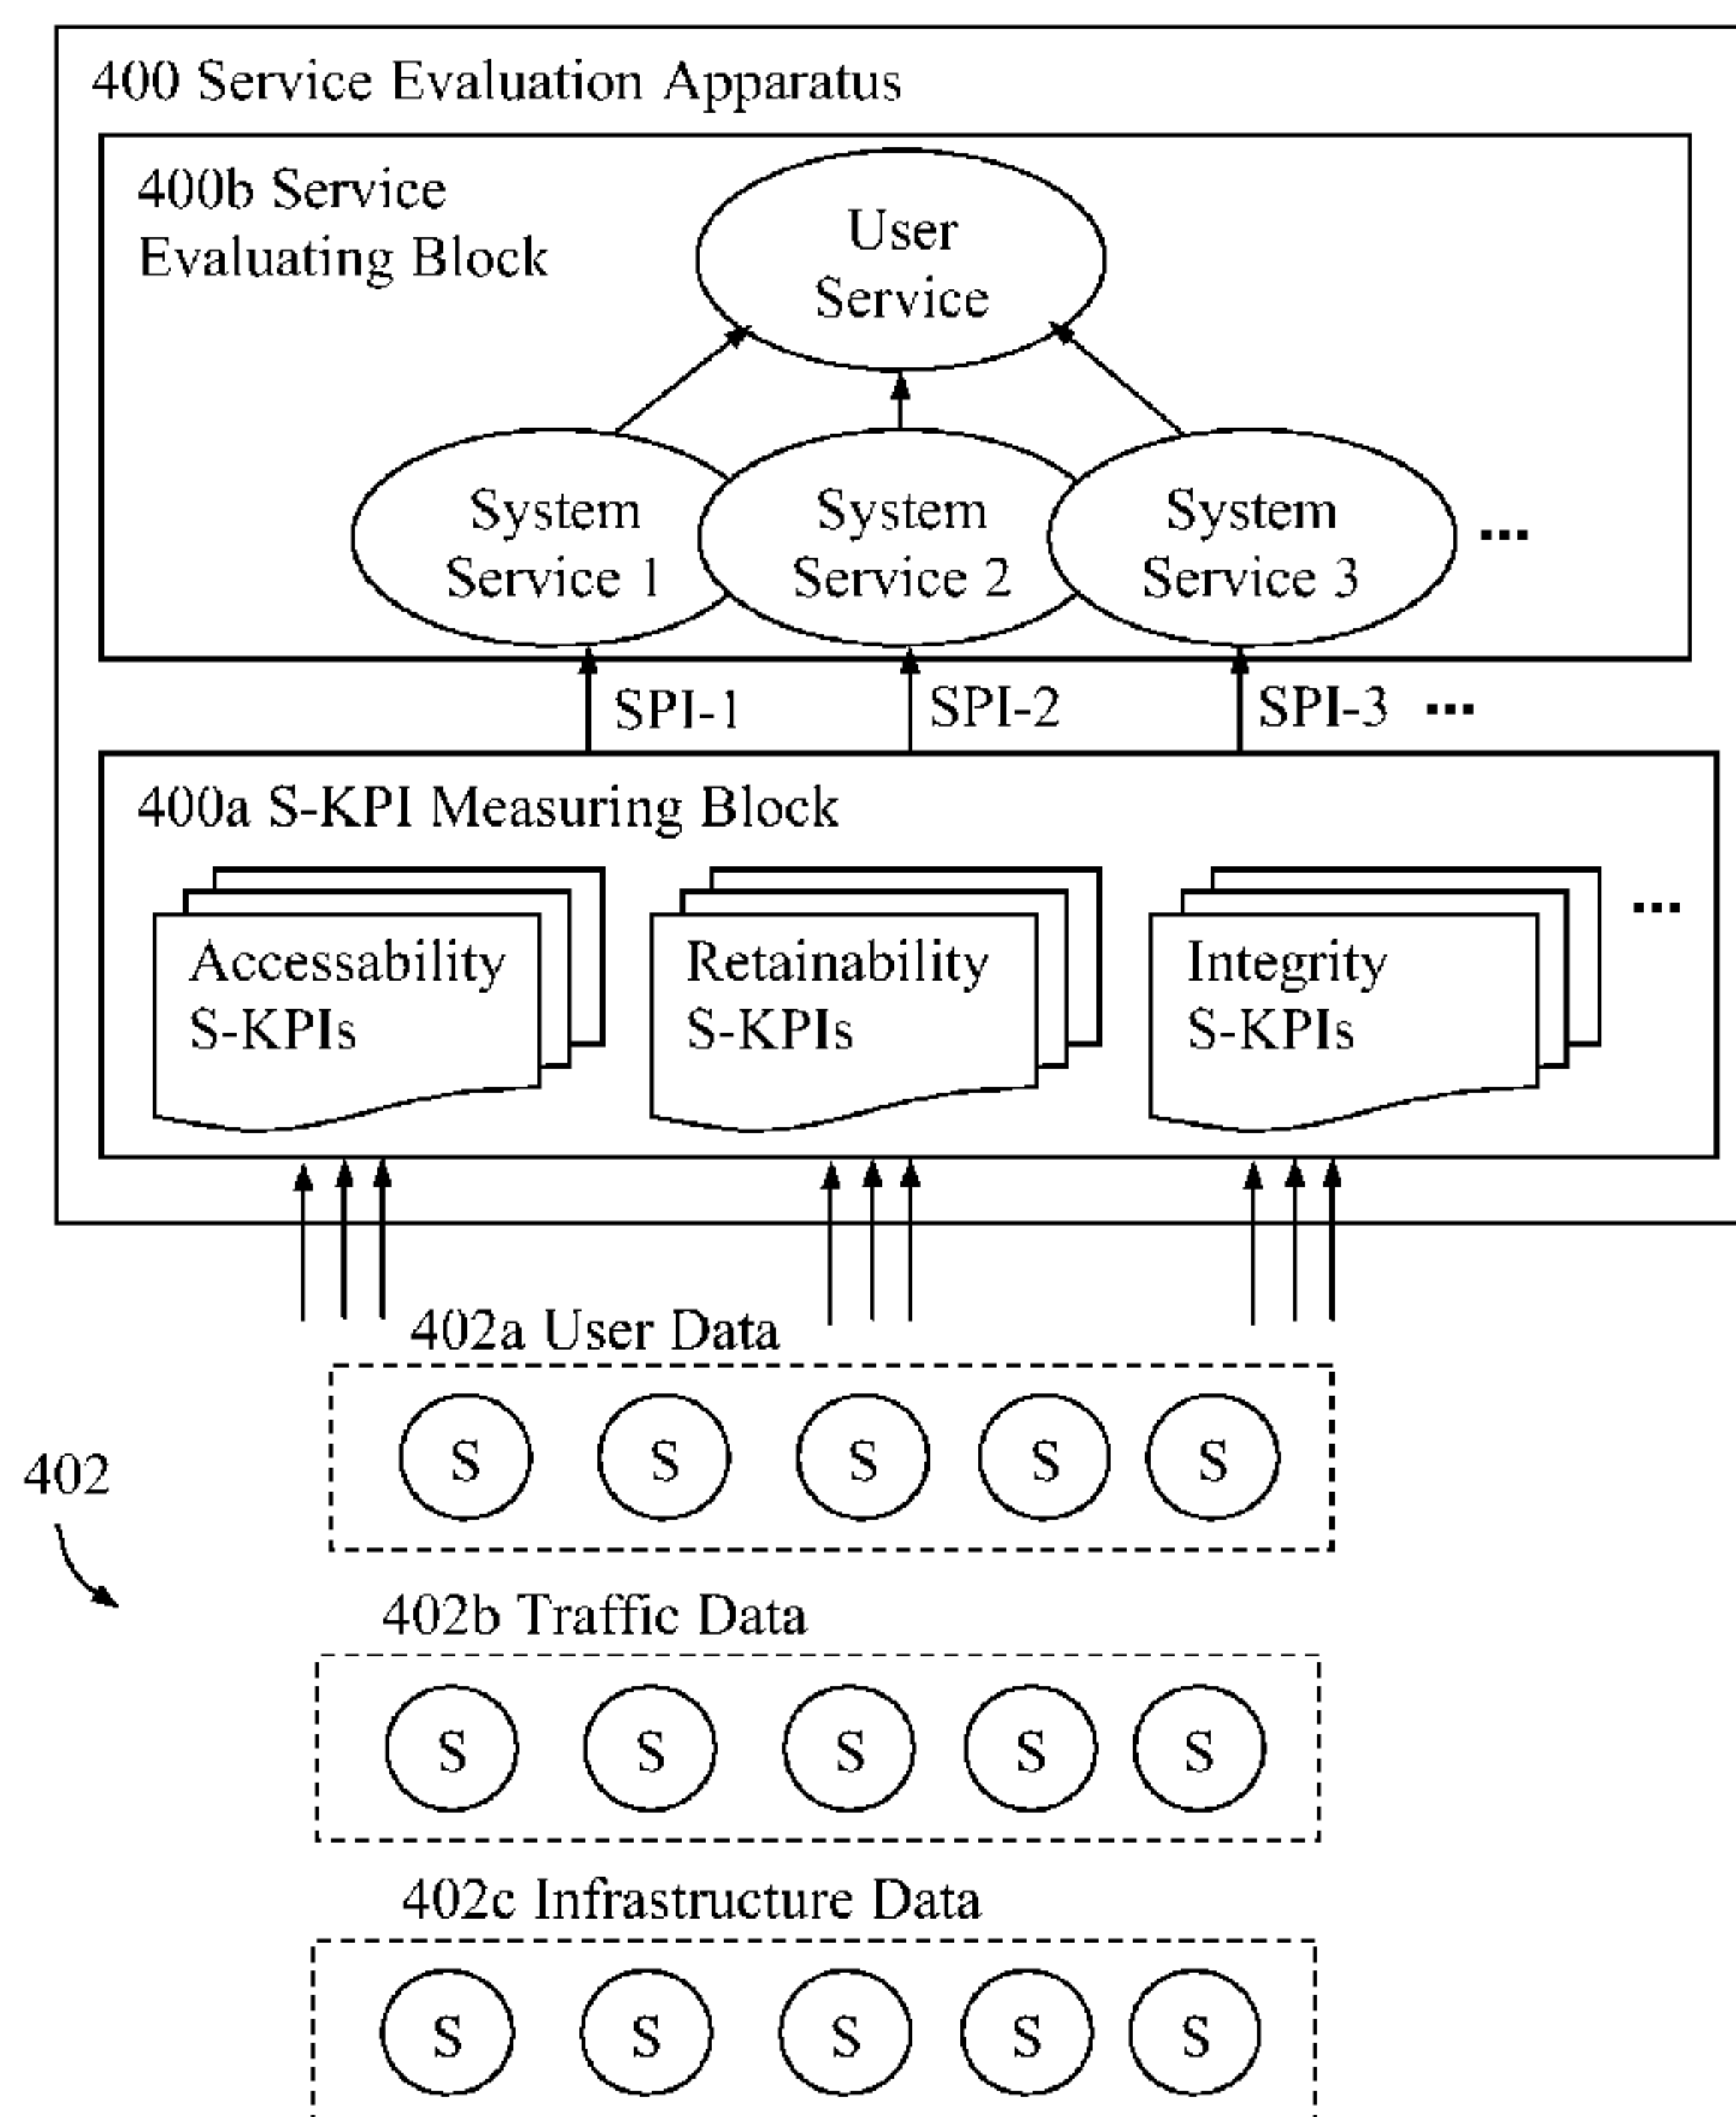 400 Service Evaluation Apparatus
400b Service
Evaluating Block
User
Service
System
Service 1
System
Service 2
System
Service 3
...
SPI-1
SPI-2
SPI-3 ...
400a S-KPI Measuring Block
Accessability
S-KPIs
Retainability
S-KPIs
Integrity
S-KPIs
...
402a User Data
S S S S S
402
402b Traffic Data
S S S S S
402c Infrastructure Data
S S S S S